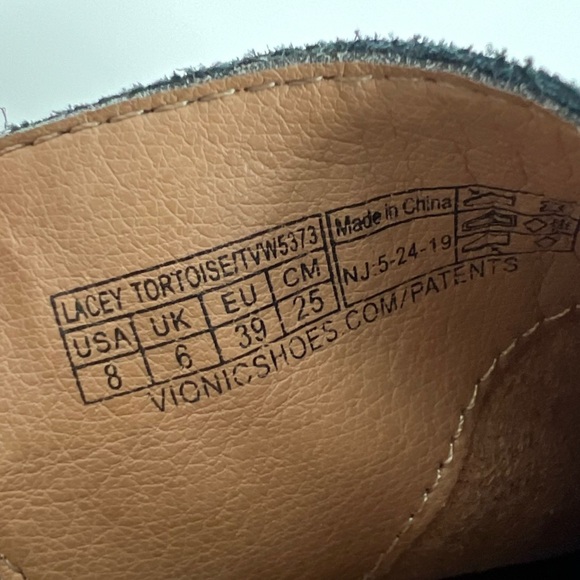 LACEY TORTOISE/TVW5373
USA UK EU CM
8 6 39 25
Made in China
NJ:5-24-19
VIONICSHOES.COM/PATENTS